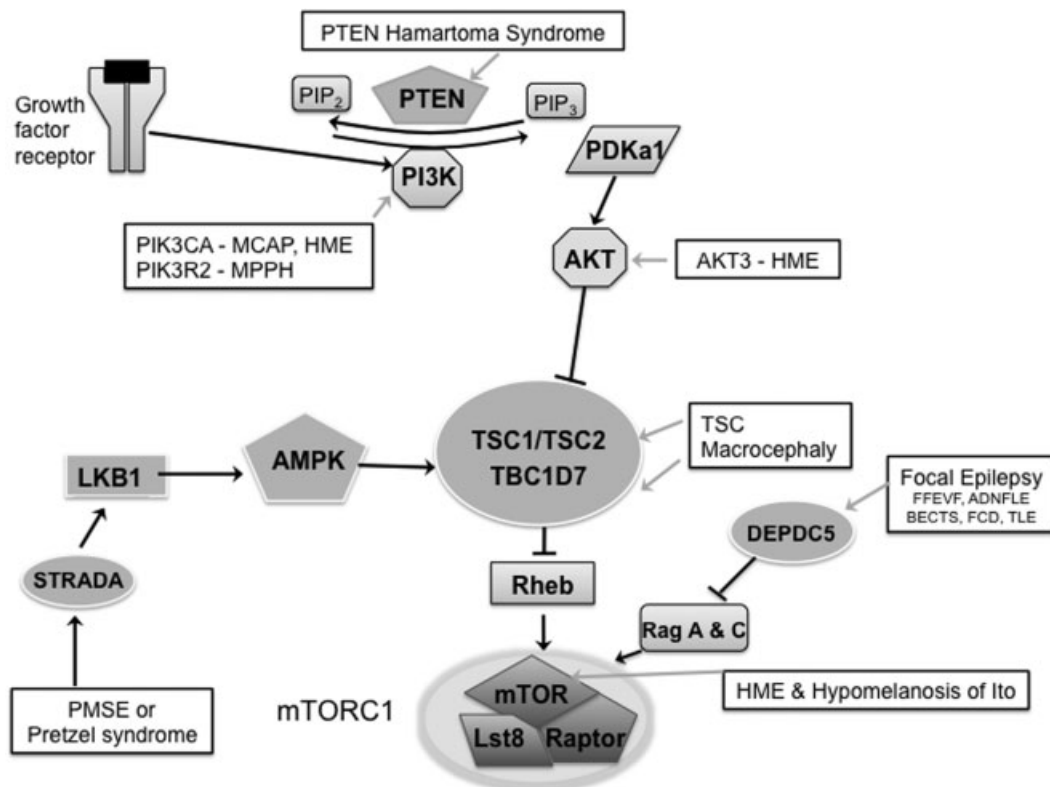 PTEN Hamartoma Syndrome
Growth
factor
receptor
PIP2
PTEN
PIP3
PDKa1
PI3K
PIK3CA - MCAP, HME
PIK3R2 - MPPH
AKT
AKT3 - HME
TSC1/TSC2
TBC1D7
TSC
Macrocephaly
LKB1
AMPK
Focal Epilepsy
FFEVF, ADNFLE
BECTS, FCD, TLE
DEPDC5
STRADA
Rheb
Rag A & C
PMSE or
Pretzel syndrome
mTORC1
mTOR
Lst8
Raptor
HME & Hypomelanosis of Ito